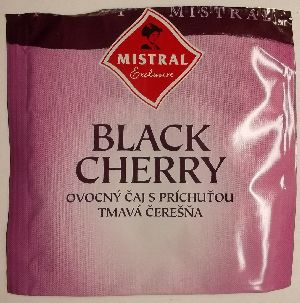 MISTRAL
MISTRAL
Exclusive
BLACK
CHERRY
OVOCNÝ ČAJ S PRÍCHUŤOU
TMAVÁ ČEREŠŇA